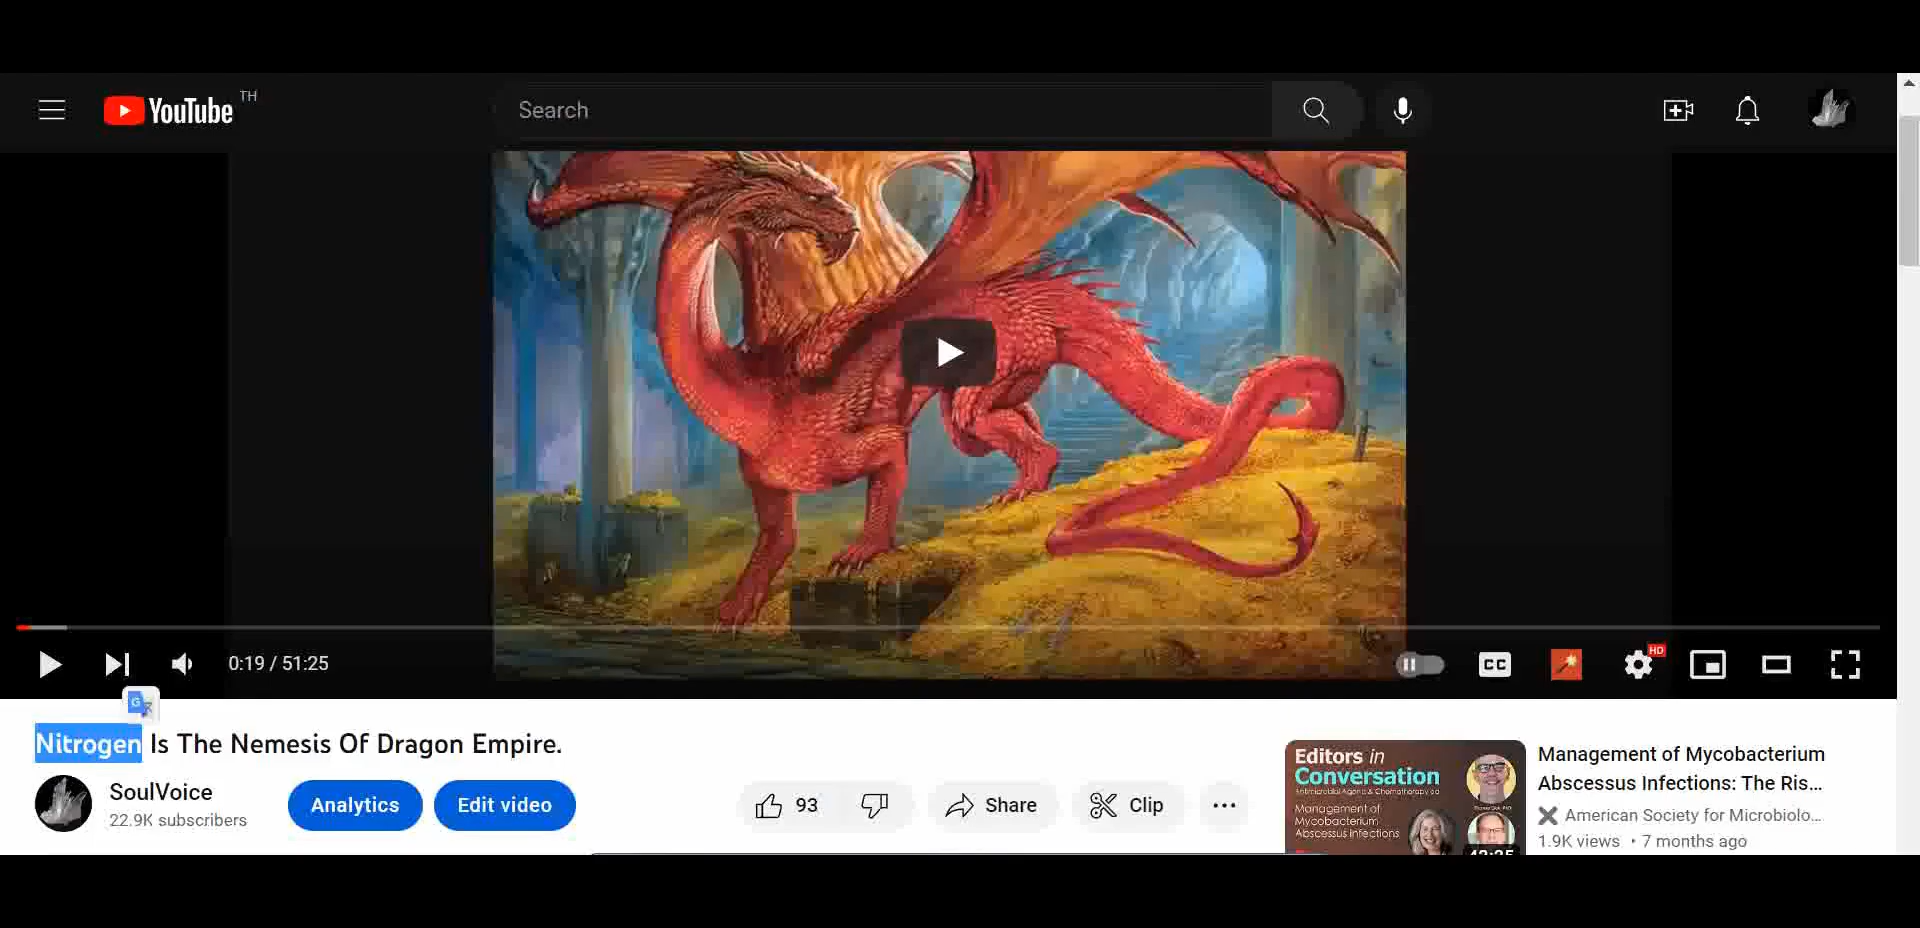 YouTube TH
Search
0:19 / 51:25
CC
HD
Nitrogen Is The Nemesis Of Dragon Empire.
SoulVoice
22.9K subscribers
Analytics
Edit video
93
Share
Clip
Editors in
Conversation
Management of
Mycobacterium
Abscessus Infections
Management of Mycobacterium
Abscessus Infections: The Ris...
American Society for Microbiolo...
1.9K views • 7 months ago